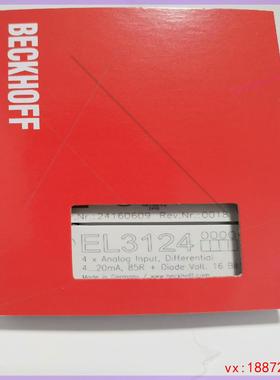 BECKHOFF
Nr. 24160609 Rev.Nr. 0018
EL3124
4 x Analog Input, Differential
4...20mA, 85R + Diode Volt. 16 Bit
Made in Germany / www.beckhoff.com
vx:18872